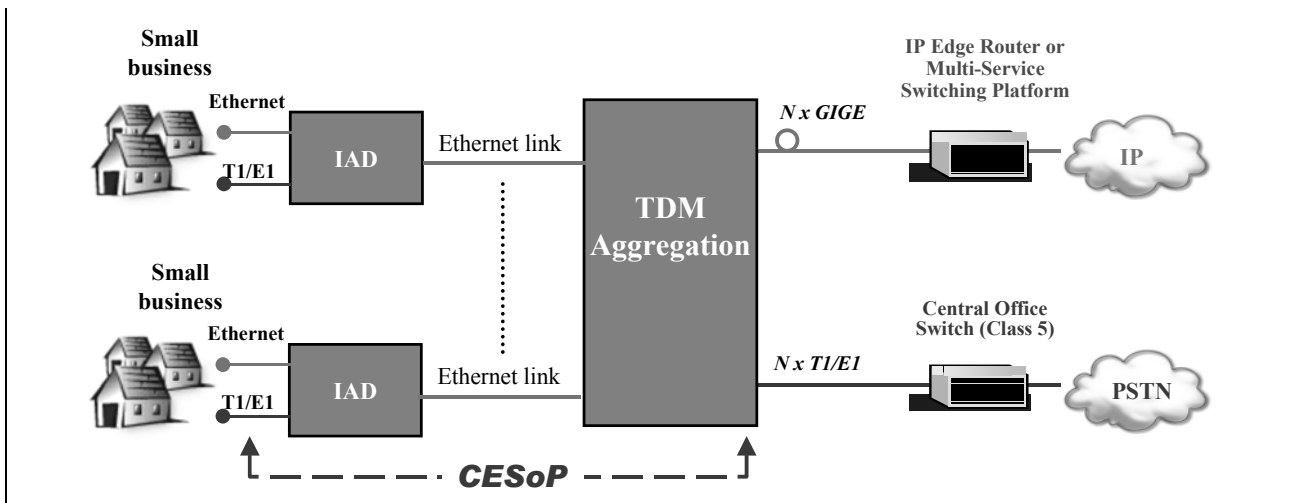 Small
business
Ethernet
T1/E1
IAD
Ethernet link
TDM
Aggregation
N x GIGE
IP Edge Router or
Multi-Service
Switching Platform
IP
Small
business
Ethernet
T1/E1
IAD
Ethernet link
N x T1/E1
Central Office
Switch (Class 5)
PSTN
CESoP